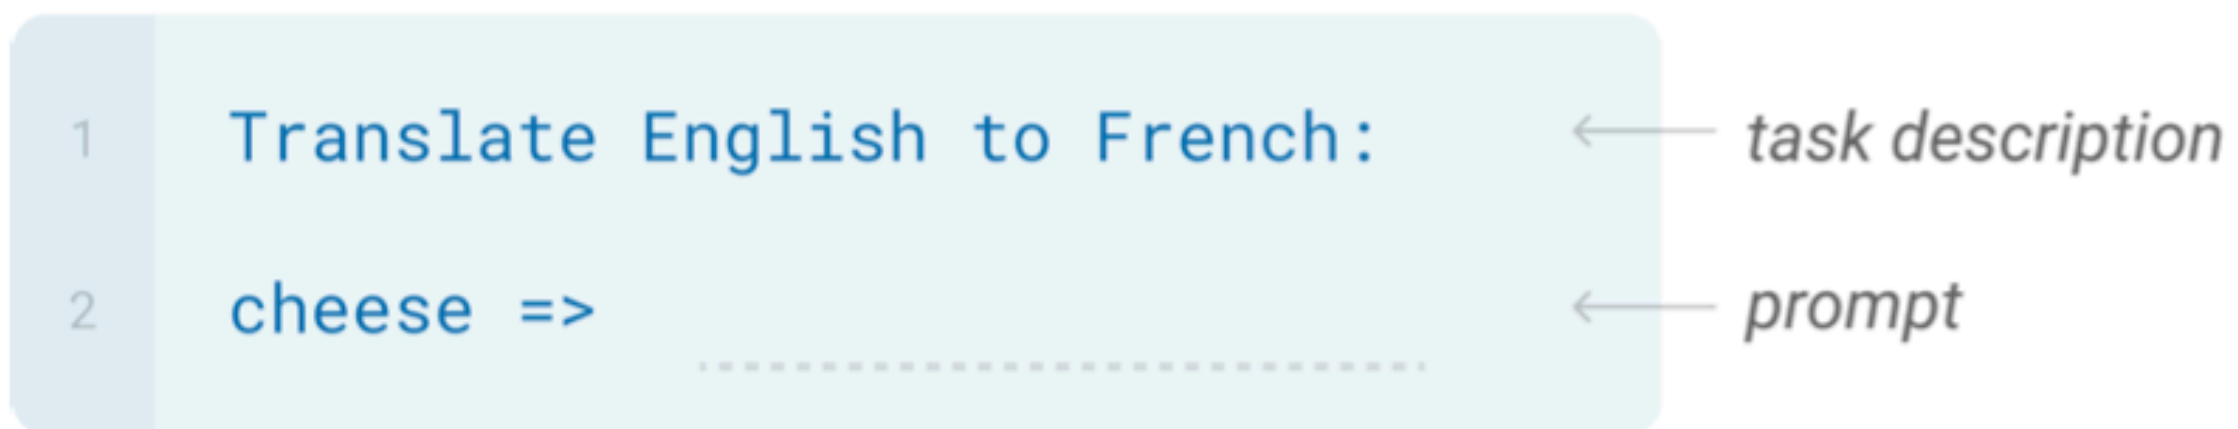 1 Translate English to French: ← task description
2 cheese => ← prompt